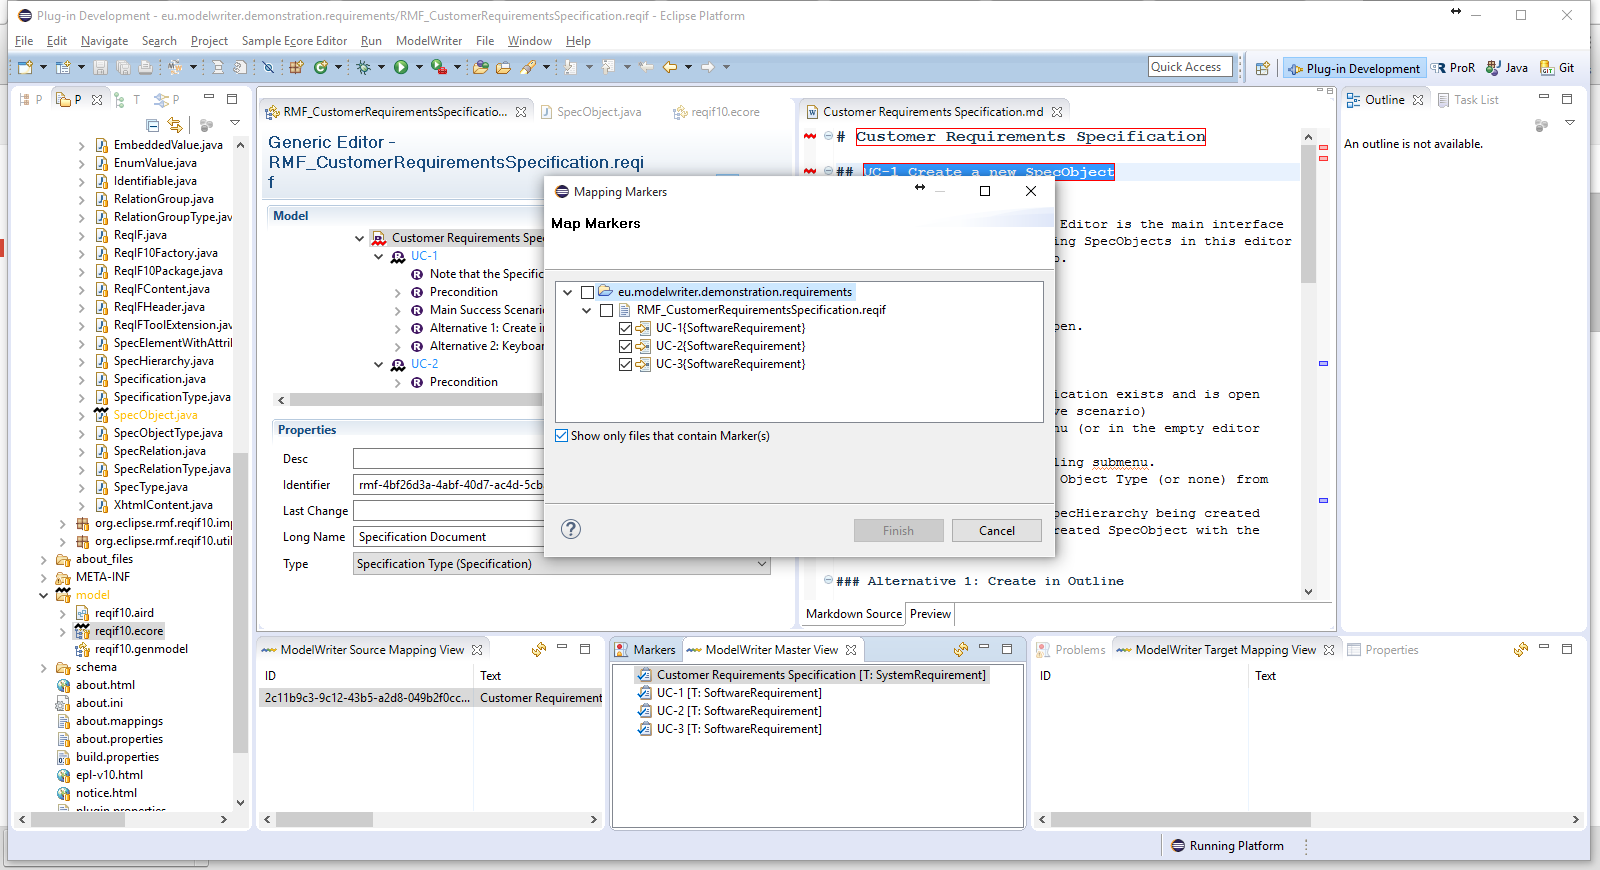 Plug-in Development - eu.modelwriter.demonstration.requirements/RMF_CustomerRequirementsSpecification.reqif - Eclipse Platform
File Edit Navigate Search Project Sample Ecore Editor Run ModelWriter File Window Help
Quick Access
Plug-in Development ProR Java Git
P P T P
EmbeddedValue.java
EnumValue.java
Identifiable.java
RelationGroup.java
RelationGroupType.jav
ReqIF.java
ReqIF10Factory.java
ReqIF10Package.java
ReqIFContent.java
ReqIFHeader.java
ReqIFToolExtension.jav
SpecElementWithAttri
SpecHierarchy.java
Specification.java
SpecificationType.java
SpecObject.java
SpecObjectType.java
SpecRelation.java
SpecRelationType.java
SpecType.java
XhtmlContent.java
org.eclipse.rmf.reqif10.imp
org.eclipse.rmf.reqif10.util
about_files
META-INF
model
reqif10.aird
reqif10.ecore
reqif10.genmodel
schema
about.html
about.ini
about.mappings
about.properties
build.properties
epl-v10.html
notice.html
plugin.properties
RMF_CustomerRequirementsSpecificatio... SpecObject.java reqif10.ecore
Generic Editor -
RMF_CustomerRequirementsSpecification.reqi
f
Model
Customer Requirements Spe
UC-1
Note that the Specific
Precondition
Main Success Scenari
Alternative 1: Create i
Alternative 2: Keyboa
UC-2
Precondition
Properties
Desc
Identifier rmf-4bf26d3a-4abf-40d7-ac4d-5cb
Last Change
Long Name Specification Document
Type Specification Type (Specification)
Customer Requirements Specification.md
# Customer Requirements Specification
## UC-1 Create a new SpecObject
Editor is the main interface
ing SpecObjects in this editor
o.
pen.
ication exists and is open
ve scenario)
nu (or in the empty editor
ling submenu.
Object Type (or none) from
pecHierarchy being created
reated SpecObject with the
### Alternative 1: Create in Outline
Markdown Source Preview
Mapping Markers
Map Markers
eu.modelwriter.demonstration.requirements
RMF_CustomerRequirementsSpecification.reqif
UC-1{SoftwareRequirement}
UC-2{SoftwareRequirement}
UC-3{SoftwareRequirement}
Show only files that contain Marker(s)
Finish Cancel
Outline Task List
An outline is not available.
ModelWriter Source Mapping View
ID Text
2c11b9c3-9c12-43b5-a2d8-049b2f0cc... Customer Requirement
Markers ModelWriter Master View
Customer Requirements Specification [T: SystemRequirement]
UC-1 [T: SoftwareRequirement]
UC-2 [T: SoftwareRequirement]
UC-3 [T: SoftwareRequirement]
Problems ModelWriter Target Mapping View Properties
ID Text
Running Platform